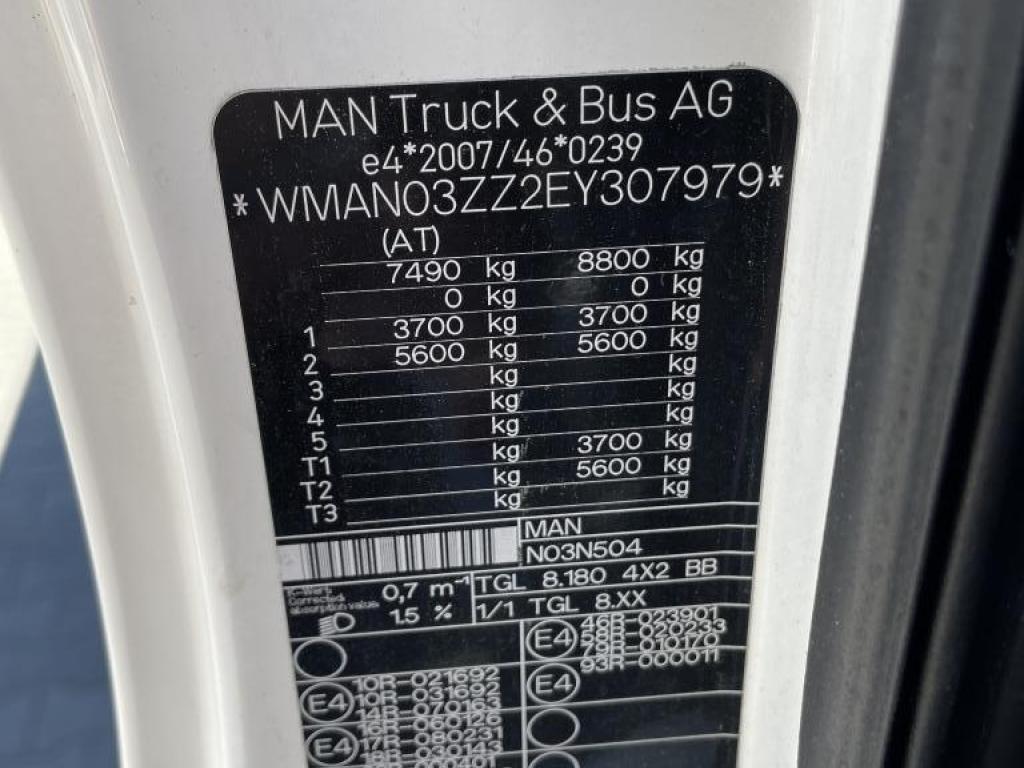 MAN Truck & Bus AG
e4*2007/46*0239
*WMAN03ZZ2EY307979*
(AT)
7490 kg 8800 kg
0 kg 0 kg
1 3700 kg 3700 kg
2 5600 kg 5600 kg
3 kg kg
4 kg kg
5 kg kg
T1 kg 3700 kg
T2 kg 5600 kg
T3 kg kg
MAN
N03N504
Corrected absorption value 0,7 m⁻¹ TGL 8.180 4X2 BB
1.5 % 1/1 TGL 8.XX
E4 46R-023901
58R-020233
79R-010170
93R-000011
E4
10R-021692
E4 10R-031692
14R-070163
16R-060126
E4 17R-080231
18R-030143